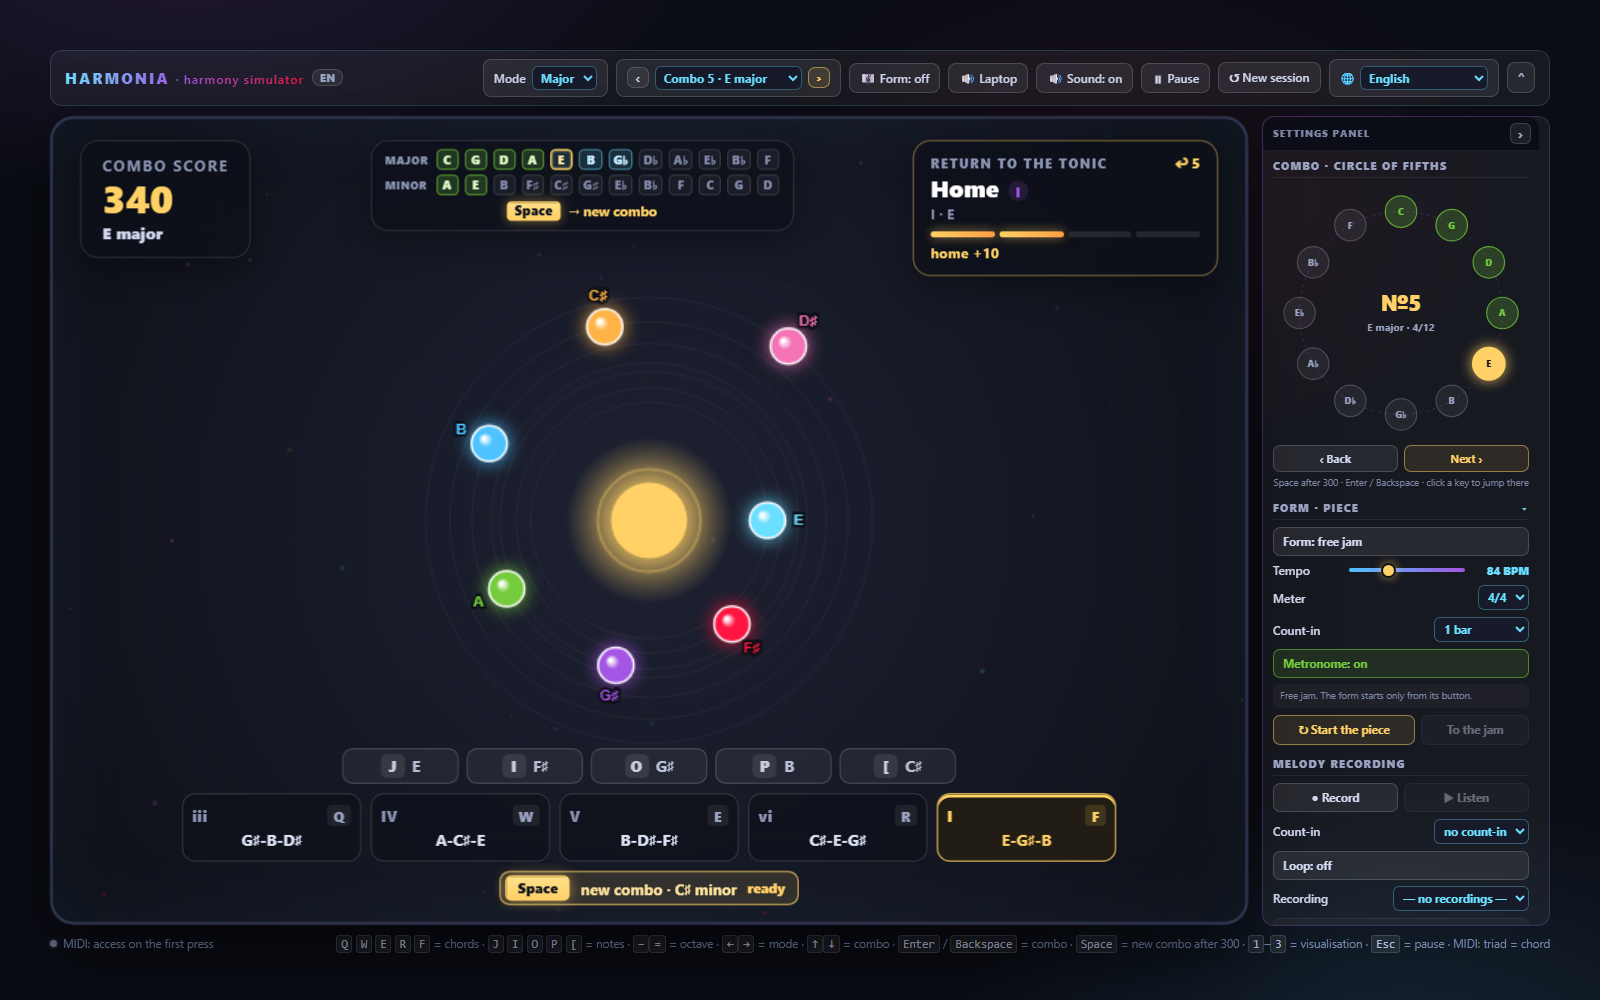 HARMONIA · harmony simulator EN
Mode Major ‹ Combo 5 · E major › Form: off Laptop Sound: on Pause ↺ New session English ^
COMBO SCORE
340
E major
MAJOR C G D A E B G♭ D♭ A♭ E♭ B♭ F
MINOR A E B F♯ C♯ G♯ E♭ B♭ F C G D
Space → new combo
RETURN TO THE TONIC ↩ 5
Home I
I · E
home +10
C♯
D♯
B
E
A
F♯
G♯
J E I F♯ O G♯ P B [ C♯
iii Q
G♯-B-D♯
IV W
A-C♯-E
V E
B-D♯-F♯
vi R
C♯-E-G♯
I F
E-G♯-B
Space new combo · C♯ minor ready
SETTINGS PANEL ›
COMBO · CIRCLE OF FIFTHS
C
F G
B♭ D
E♭ A
№5
E major · 4/12
A♭ E
D♭ B
G♭
‹ Back Next ›
Space after 300 · Enter / Backspace · click a key to jump there
FORM · PIECE
Form: free jam
Tempo 84 BPM
Meter 4/4
Count-in 1 bar
Metronome: on
Free jam. The form starts only from its button.
↻ Start the piece To the jam
MELODY RECORDING
● Record ▶ Listen
Count-in no count-in
Loop: off
Recording — no recordings —
MIDI: access on the first press Q W E R F = chords · J I O P [ = notes · − = = octave · ← → = mode · ↑ ↓ = combo · Enter / Backspace = combo · Space = new combo after 300 · 1–3 = visualisation · Esc = pause · MIDI: triad = chord